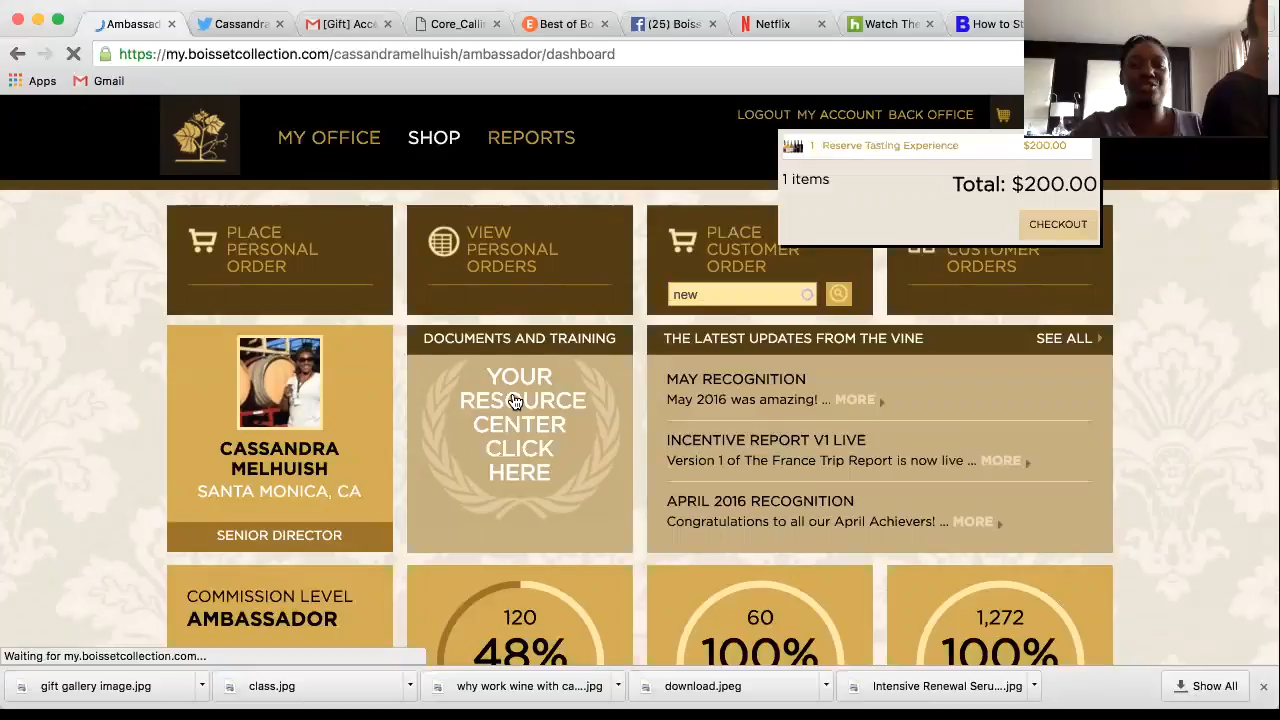 Ambassad
Cassandra
[Gift] Acce
Core_Callin
Best of Bo
(25) Boiss
Netflix
Watch The
How to St
https://my.boissetcollection.com/cassandramelhuish/ambassador/dashboard
Apps Gmail
MY OFFICE SHOP REPORTS
LOGOUT MY ACCOUNT BACK OFFICE
1 Reserve Tasting Experience $200.00
1 items
Total: $200.00
CHECKOUT
PLACE
PERSONAL
ORDER
VIEW
PERSONAL
ORDERS
PLACE
CUSTOMER
ORDER
new
CUSTOMER
ORDERS
CASSANDRA
MELHUISH
SANTA MONICA, CA
SENIOR DIRECTOR
DOCUMENTS AND TRAINING
YOUR
RESOURCE
CENTER
CLICK
HERE
THE LATEST UPDATES FROM THE VINE SEE ALL
MAY RECOGNITION
May 2016 was amazing! ... MORE
INCENTIVE REPORT V1 LIVE
Version 1 of The France Trip Report is now live ... MORE
APRIL 2016 RECOGNITION
Congratulations to all our April Achievers! ... MORE
COMMISSION LEVEL
AMBASSADOR
120
48%
60
100%
1,272
100%
Waiting for my.boissetcollection.com...
gift gallery image.jpg
class.jpg
why work wine with ca....jpg
download.jpeg
Intensive Renewal Seru....jpg
Show All